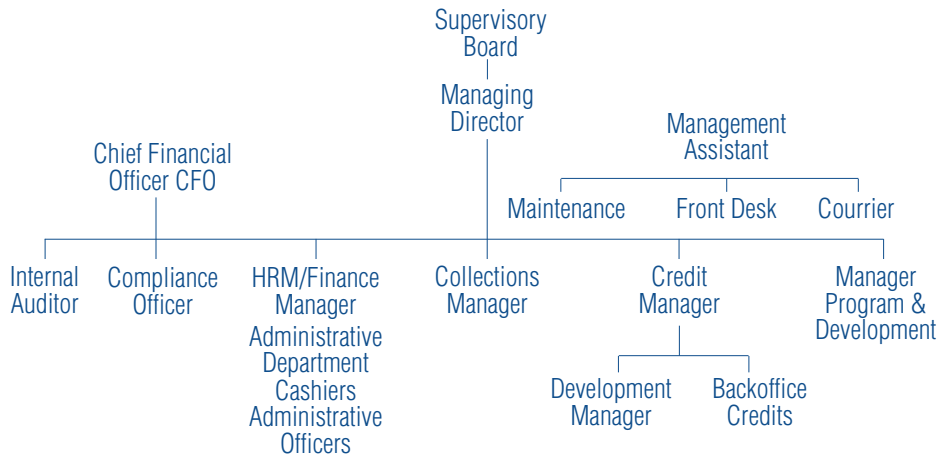 Supervisory
Board
Managing
Director
Management
Assistant
Chief Financial
Officer CFO
Maintenance
Front Desk
Courrier
Internal
Auditor
Compliance
Officer
HRM/Finance
Manager
Administrative
Department
Cashiers
Administrative
Officers
Collections
Manager
Credit
Manager
Manager
Program &
Development
Development
Manager
Backoffice
Credits